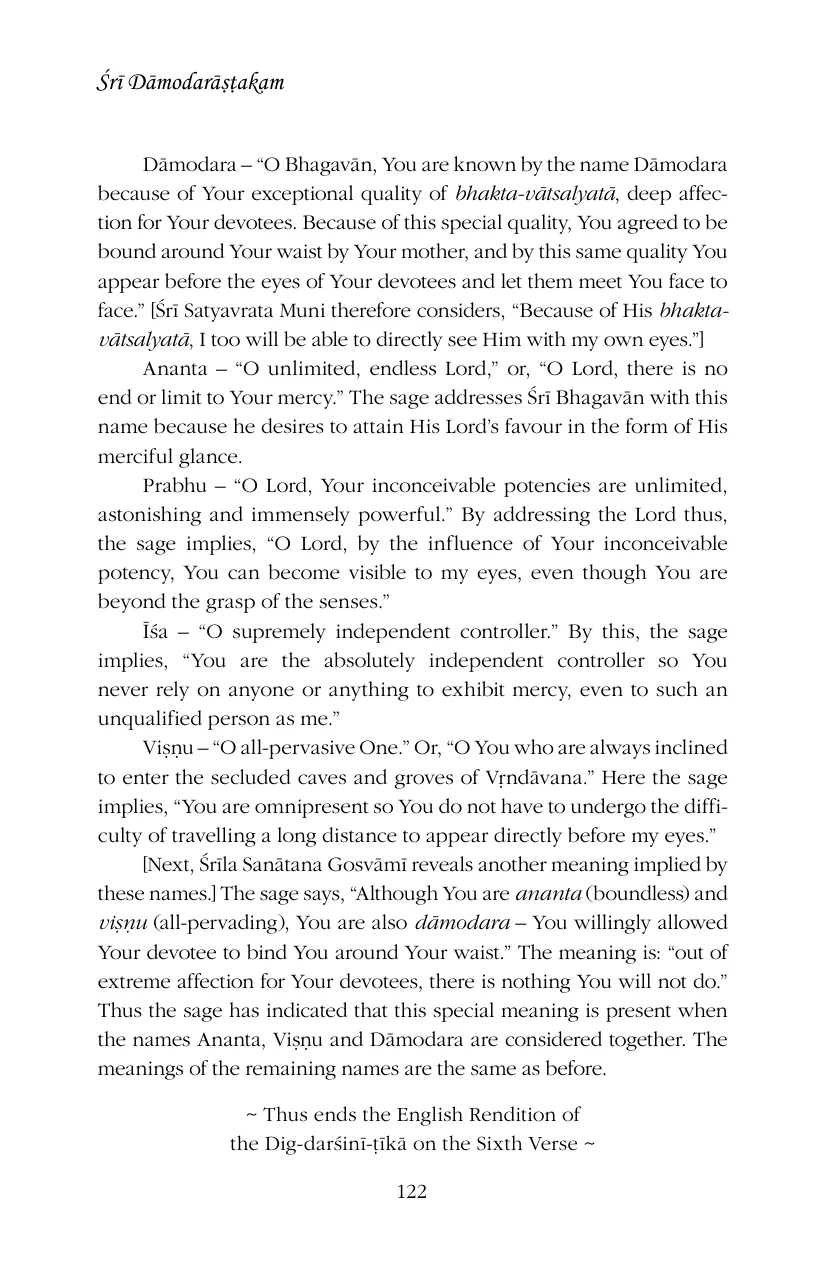 Śrī Dāmodarāṣṭakam
Dāmodara – “O Bhagavān, You are known by the name Dāmodara
because of Your exceptional quality of bhakta-vātsalyatā, deep affec-
tion for Your devotees. Because of this special quality, You agreed to be
bound around Your waist by Your mother, and by this same quality You
appear before the eyes of Your devotees and let them meet You face to
face.” [Śrī Satyavrata Muni therefore considers, “Because of His bhakta-
vātsalyatā, I too will be able to directly see Him with my own eyes.”]
Ananta – “O unlimited, endless Lord,” or, “O Lord, there is no
end or limit to Your mercy.” The sage addresses Śrī Bhagavān with this
name because he desires to attain His Lord’s favour in the form of His
merciful glance.
Prabhu – “O Lord, Your inconceivable potencies are unlimited,
astonishing and immensely powerful.” By addressing the Lord thus,
the sage implies, “O Lord, by the influence of Your inconceivable
potency, You can become visible to my eyes, even though You are
beyond the grasp of the senses.”
Īśa – “O supremely independent controller.” By this, the sage
implies, “You are the absolutely independent controller so You
never rely on anyone or anything to exhibit mercy, even to such an
unqualified person as me.”
Viṣṇu – “O all-pervasive One.” Or, “O You who are always inclined
to enter the secluded caves and groves of Vṛndāvana.” Here the sage
implies, “You are omnipresent so You do not have to undergo the diffi-
culty of travelling a long distance to appear directly before my eyes.”
[Next, Śrīla Sanātana Gosvāmī reveals another meaning implied by
these names.] The sage says, “Although You are ananta (boundless) and
viṣṇu (all-pervading), You are also dāmodara – You willingly allowed
Your devotee to bind You around Your waist.” The meaning is: “out of
extreme affection for Your devotees, there is nothing You will not do.”
Thus the sage has indicated that this special meaning is present when
the names Ananta, Viṣṇu and Dāmodara are considered together. The
meanings of the remaining names are the same as before.
~ Thus ends the English Rendition of
the Dig-darśinī-ṭīkā on the Sixth Verse ~
122